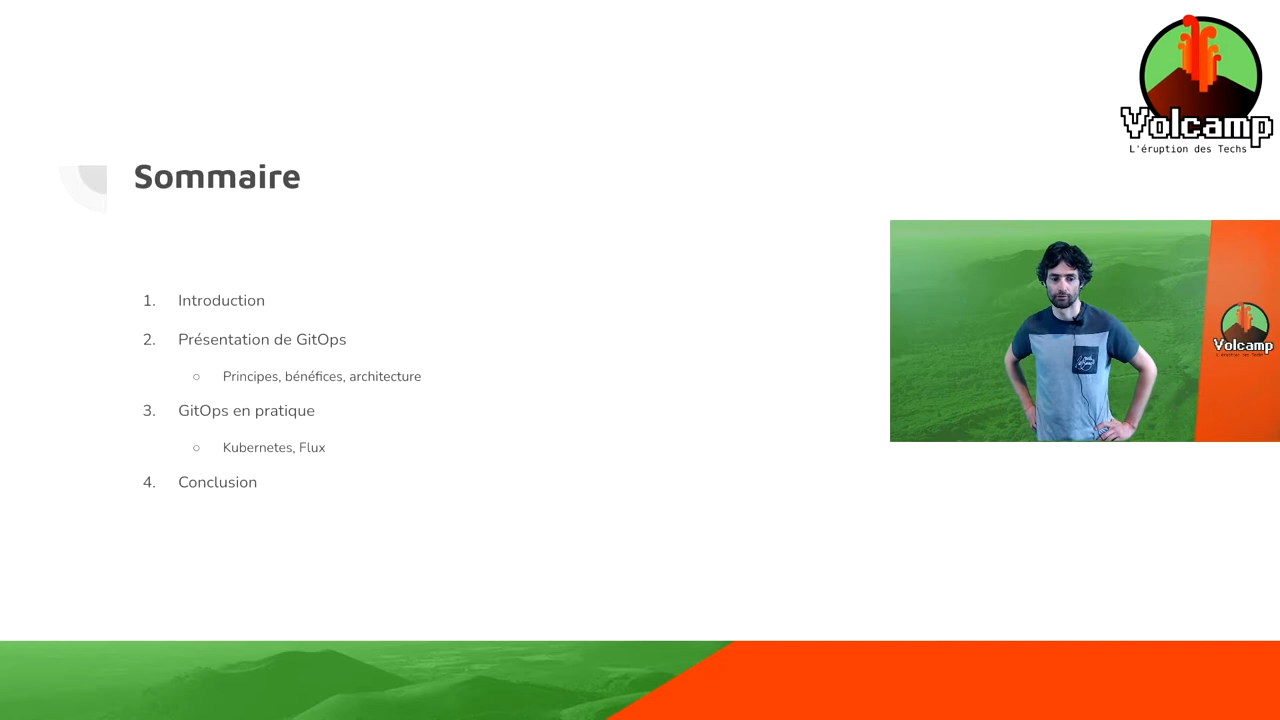 Volcamp
L'éruption des Techs
Sommaire
1. Introduction
2. Présentation de GitOps
○ Principes, bénéfices, architecture
3. GitOps en pratique
○ Kubernetes, Flux
4. Conclusion
Volcamp